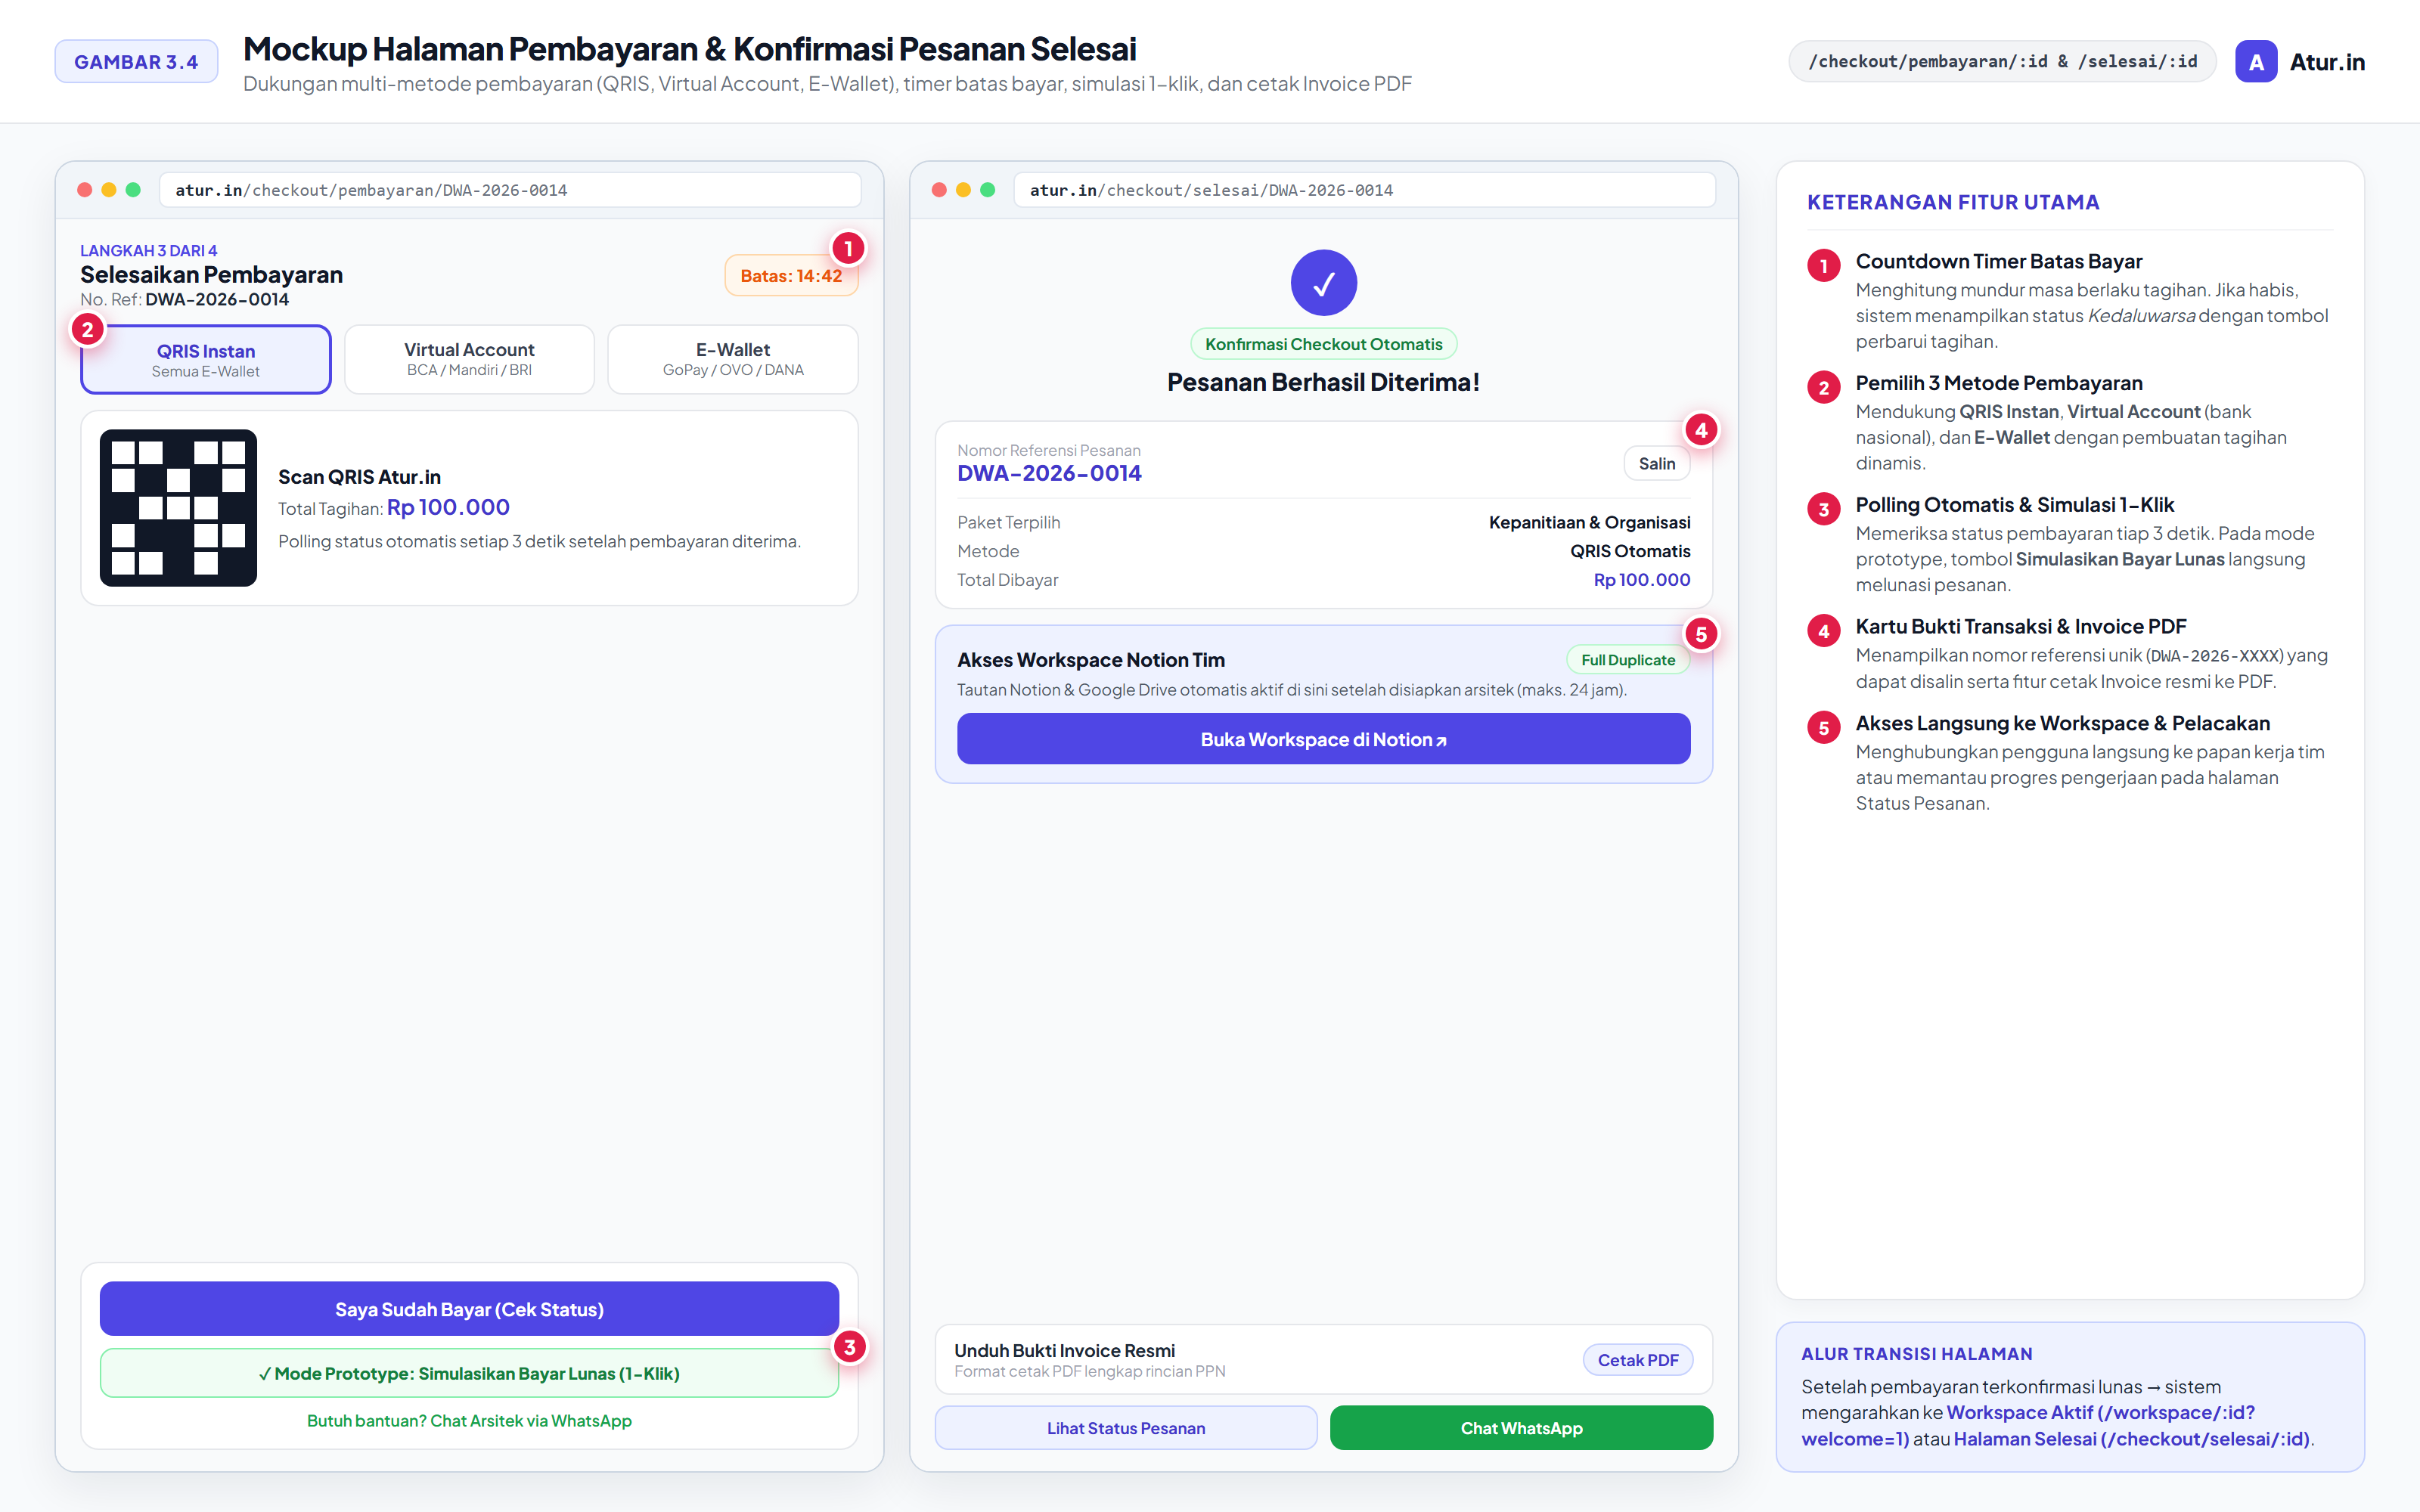 GAMBAR 3.4
Mockup Halaman Pembayaran & Konfirmasi Pesanan Selesai
Dukungan multi-metode pembayaran (QRIS, Virtual Account, E-Wallet), timer batas bayar, simulasi 1-klik, dan cetak Invoice PDF
/checkout/pembayaran/:id & /selesai/:id
A
Atur.in
atur.in/checkout/pembayaran/DWA-2026-0014
LANGKAH 3 DARI 4
Selesaikan Pembayaran
No. Ref: DWA-2026-0014
Batas: 14:42
1
2
QRIS Instan
Semua E-Wallet
Virtual Account
BCA / Mandiri / BRI
E-Wallet
GoPay / OVO / DANA
Scan QRIS Atur.in
Total Tagihan: Rp 100.000
Polling status otomatis setiap 3 detik setelah pembayaran diterima.
Saya Sudah Bayar (Cek Status)
3
✓ Mode Prototype: Simulasikan Bayar Lunas (1-Klik)
Butuh bantuan? Chat Arsitek via WhatsApp
atur.in/checkout/selesai/DWA-2026-0014
✓
Konfirmasi Checkout Otomatis
Pesanan Berhasil Diterima!
4
Nomor Referensi Pesanan
DWA-2026-0014
Salin
Paket Terpilih
Kepanitiaan & Organisasi
Metode
QRIS Otomatis
Total Dibayar
Rp 100.000
5
Akses Workspace Notion Tim
Full Duplicate
Tautan Notion & Google Drive otomatis aktif di sini setelah disiapkan arsitek (maks. 24 jam).
Buka Workspace di Notion ↗
Unduh Bukti Invoice Resmi
Format cetak PDF lengkap rincian PPN
Cetak PDF
Lihat Status Pesanan
Chat WhatsApp
KETERANGAN FITUR UTAMA
1
Countdown Timer Batas Bayar
Menghitung mundur masa berlaku tagihan. Jika habis,
sistem menampilkan status Kedaluwarsa dengan tombol
perbarui tagihan.
2
Pemilih 3 Metode Pembayaran
Mendukung QRIS Instan, Virtual Account (bank
nasional), dan E-Wallet dengan pembuatan tagihan
dinamis.
3
Polling Otomatis & Simulasi 1-Klik
Memeriksa status pembayaran tiap 3 detik. Pada mode
prototype, tombol Simulasikan Bayar Lunas langsung
melunasi pesanan.
4
Kartu Bukti Transaksi & Invoice PDF
Menampilkan nomor referensi unik (DWA-2026-XXXX) yang
dapat disalin serta fitur cetak Invoice resmi ke PDF.
5
Akses Langsung ke Workspace & Pelacakan
Menghubungkan pengguna langsung ke papan kerja tim
atau memantau progres pengerjaan pada halaman
Status Pesanan.
ALUR TRANSISI HALAMAN
Setelah pembayaran terkonfirmasi lunas → sistem
mengarahkan ke Workspace Aktif (/workspace/:id?
welcome=1) atau Halaman Selesai (/checkout/selesai/:id).